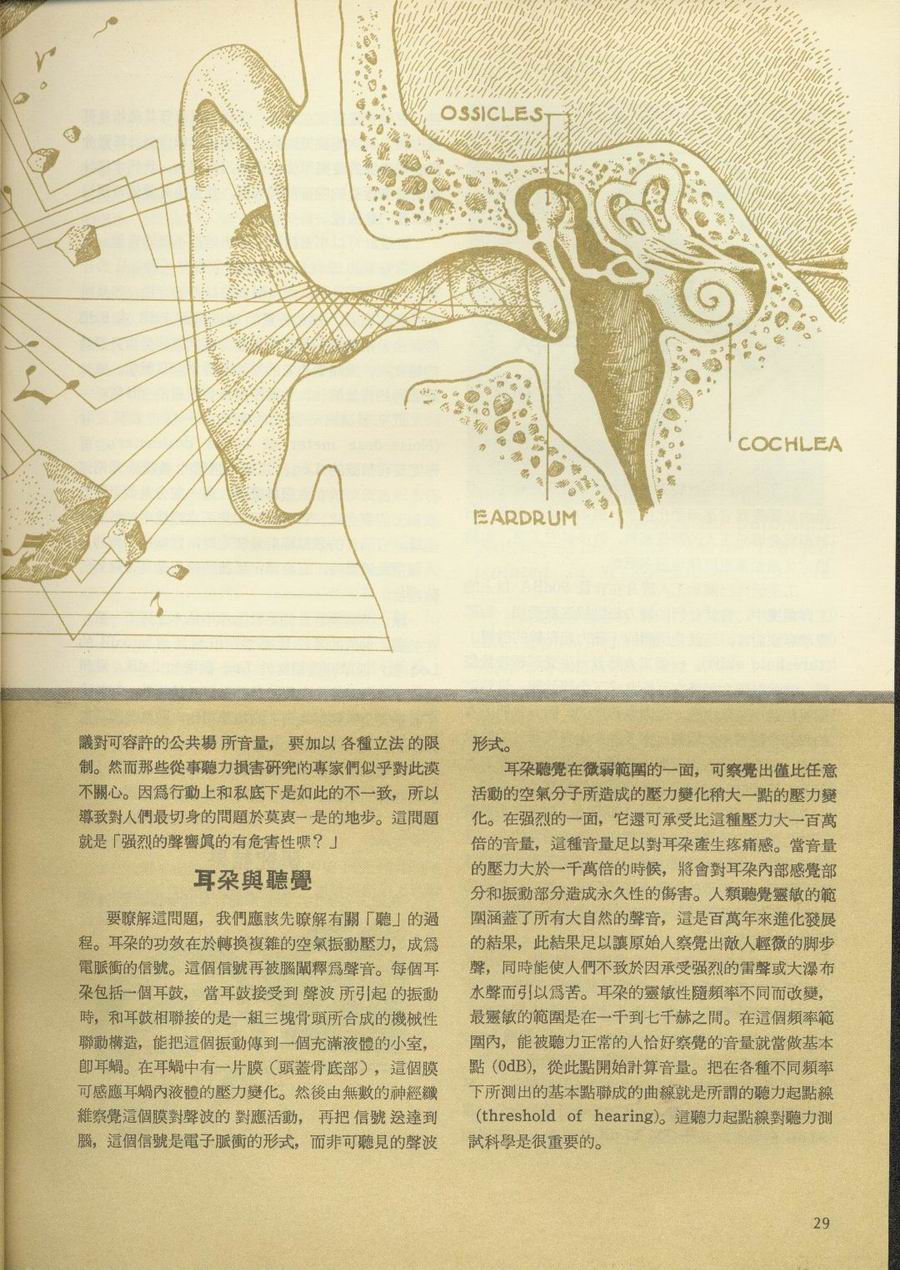 OSSICLES
COCHLEA
EARDRUM
議對可容許的公共場所音量，要加以各種立法的限
制。然而那些從事聽力損害研究的專家們似乎對此漠
不關心。因爲行動上和私底下是如此的不一致，所以
導致對人們最切身的問題於莫衷一是的地步。這問題
就是「强烈的聲響眞的有危害性嗎？」
耳朶與聽覺
要瞭解這問題，我們應該先瞭解有關「聽」的過
程。耳朶的功效在於轉換複雜的空氣振動壓力，成爲
電脈衝的信號。這個信號再被腦闡釋爲聲音。每個耳
朶包括一個耳鼓，當耳鼓接受到聲波所引起的振動
時，和耳鼓相聯接的是一組三塊骨頭所合成的機械性
聯動構造，能把這個振動傳到一個充滿液體的小室，
卽耳蝸。在耳蝸中有一片膜（頭蓋骨底部），這個膜
可感應耳蝸內液體的壓力變化。然後由無數的神經纖
維察覺這個膜對聲波的對應活動，再把信號送達到
腦，這個信號是電子脈衝的形式，而非可聽見的聲波
形式。
耳朶聽覺在微弱範圍的一面，可察覺出僅比任意
活動的空氣分子所造成的壓力變化稍大一點的壓力變
化。在强烈的一面，它還可承受比這種壓力大一百萬
倍的音量，這種音量足以對耳朶產生疼痛感。當音量
的壓力大於一千萬倍的時候，將會對耳朶內部感覺部
分和振動部分造成永久性的傷害。人類聽覺靈敏的範
圍涵蓋了所有大自然的聲音，這是百萬年來進化發展
的結果，此結果足以讓原始人察覺出敵人輕微的脚步
聲，同時能使人們不致於因承受强烈的雷聲或大瀑布
水聲而引以爲苦。耳朶的靈敏性隨頻率不同而改變，
最靈敏的範圍是在一千到七千赫之間。在這個頻率範
圍內，能被聽力正常的人恰好察覺的音量就當做基本
點 (0dB)，從此點開始計算音量。把在各種不同頻率
下所測出的基本點聯成的曲線就是所謂的聽力起點線
(threshold of hearing)。這聽力起點線對聽力測
試科學是很重要的。
29